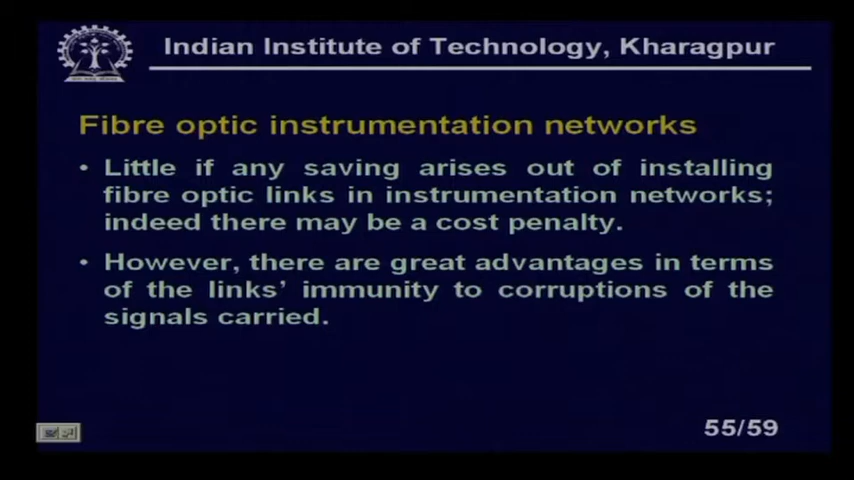 Indian Institute of Technology, Kharagpur
Fibre optic instrumentation networks
• Little if any saving arises out of installing
fibre optic links in instrumentation networks;
indeed there may be a cost penalty.
• However, there are great advantages in terms
of the links' immunity to corruptions of the
signals carried.
55/59